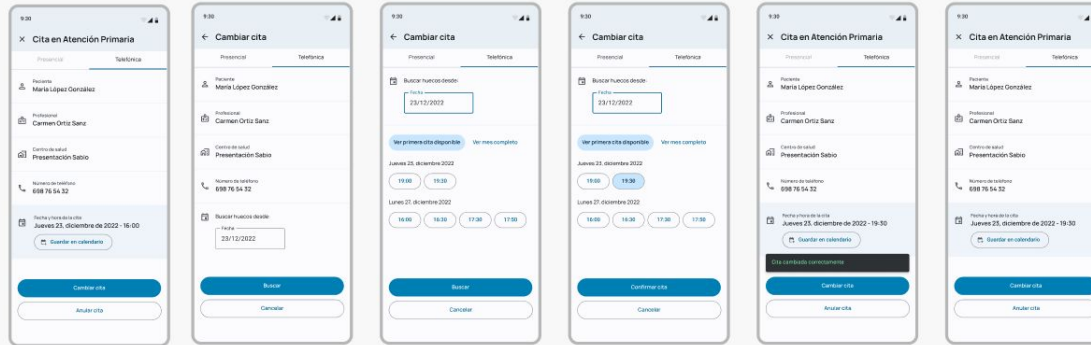 9:30
Cita en Atención Primaria
Presencial Telefónica
Paciente
María López González
Profesional
Carmen Ortiz Sanz
Centro de salud
Presentación Sabio
Número de teléfono
698 76 54 32
Fecha y hora de la cita
Jueves 23, diciembre de 2022 - 16:00
Guardar en calendario
Cambiar cita
Anular cita
9:30
Cambiar cita
Presencial Telefónica
Paciente
María López González
Profesional
Carmen Ortiz Sanz
Centro de salud
Presentación Sabio
Número de teléfono
698 76 54 32
Buscar huecos desde:
Fecha
23/12/2022
Buscar
Cancelar
9:30
Cambiar cita
Presencial Telefónica
Buscar huecos desde:
Fecha
23/12/2022
Ver primera cita disponible Ver mes completo
Jueves 23, diciembre 2022
19:00 19:30
Lunes 27, diciembre 2022
16:00 16:30 17:30 17:50
Buscar
Cancelar
9:30
Cambiar cita
Presencial Telefónica
Buscar huecos desde:
Fecha
23/12/2022
Ver primera cita disponible Ver mes completo
Jueves 23, diciembre 2022
19:00 19:30
Lunes 27, diciembre 2022
16:00 16:30 17:30 17:50
Confirmar cita
Cancelar
9:30
Cita en Atención Primaria
Presencial Telefónica
Paciente
María López González
Profesional
Carmen Ortiz Sanz
Centro de salud
Presentación Sabio
Número de teléfono
698 76 54 32
Fecha y hora de la cita
Jueves 23, diciembre de 2022 - 19:30
Guardar en calendario
Cita cambiada correctamente
Cambiar cita
Anular cita
9:30
Cita en Atención Primaria
Presencial Telefónica
Paciente
María López González
Profesional
Carmen Ortiz Sanz
Centro de salud
Presentación Sabio
Número de teléfono
698 76 54 32
Fecha y hora de la cita
Jueves 23, diciembre de 2022 - 19:30
Guardar en calendario
Cambiar cita
Anular cita